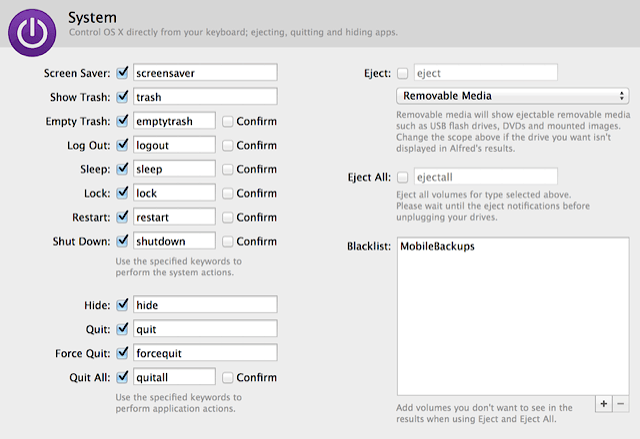 System
Control OS X directly from your keyboard; ejecting, quitting and hiding apps.
Screen Saver: screensaver
Show Trash: trash
Empty Trash: emptytrash Confirm
Log Out: logout Confirm
Sleep: sleep Confirm
Lock: lock Confirm
Restart: restart Confirm
Shut Down: shutdown Confirm
Use the specified keywords to
perform the system actions.
Hide: hide
Quit: quit
Force Quit: forcequit
Quit All: quitall Confirm
Use the specified keywords to
perform application actions.
Eject: eject
Removable Media
Removable media will show ejectable removable media
such as USB flash drives, DVDs and mounted images.
Change the scope above if the drive you want isn't
displayed in Alfred's results.
Eject All: ejectall
Eject all volumes for type selected above.
Please wait until the eject notifications before
unplugging your drives.
Blacklist: MobileBackups
+ −
Add volumes you don't want to see in the
results when using Eject and Eject All.